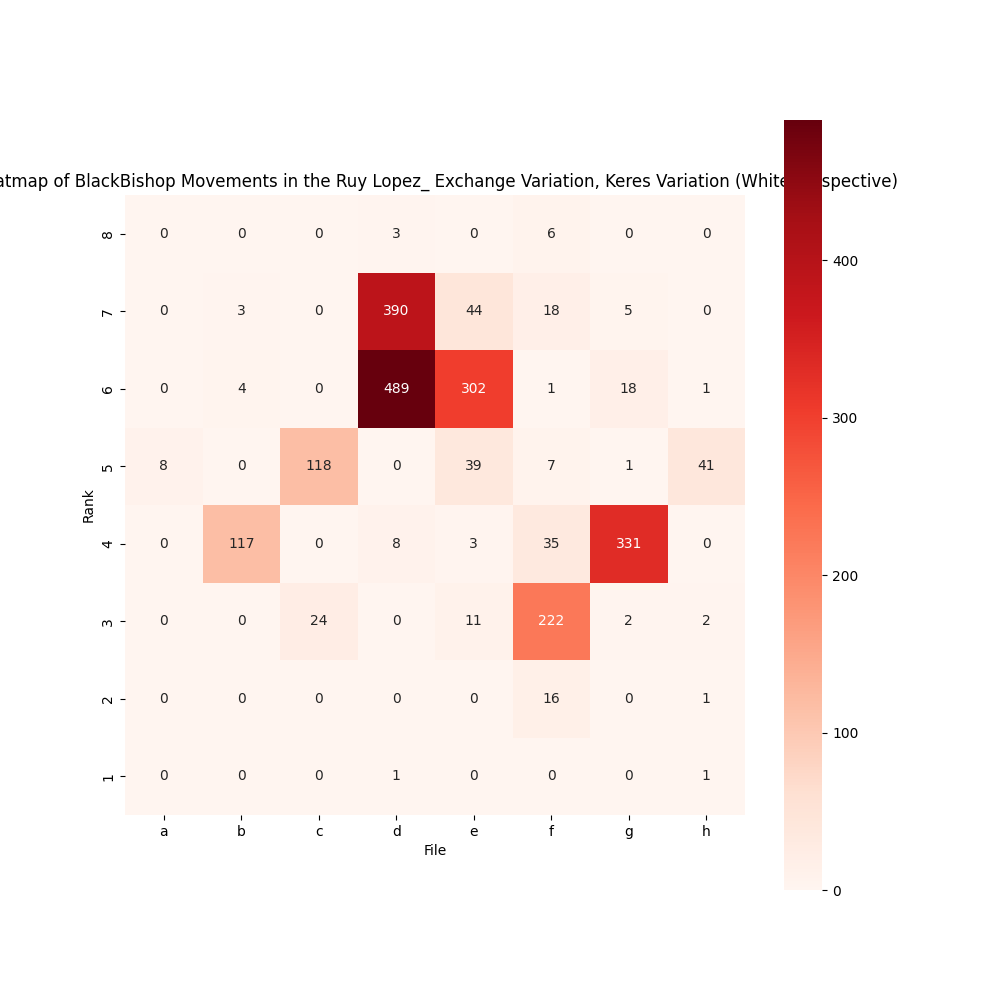 atmap of BlackBishop Movements in the Ruy Lopez_ Exchange Variation, Keres Variation (White spective)
8 0 0 0 3 0 6 0 0
7 0 3 0 390 44 18 5 0
6 0 4 0 489 302 1 18 1
5 8 0 118 0 39 7 1 41
4 0 117 0 8 3 35 331 0
3 0 0 24 0 11 222 2 2
2 0 0 0 0 0 16 0 1
1 0 0 0 1 0 0 0 1
a b c d e f g h
File
Rank
400
300
200
100
0